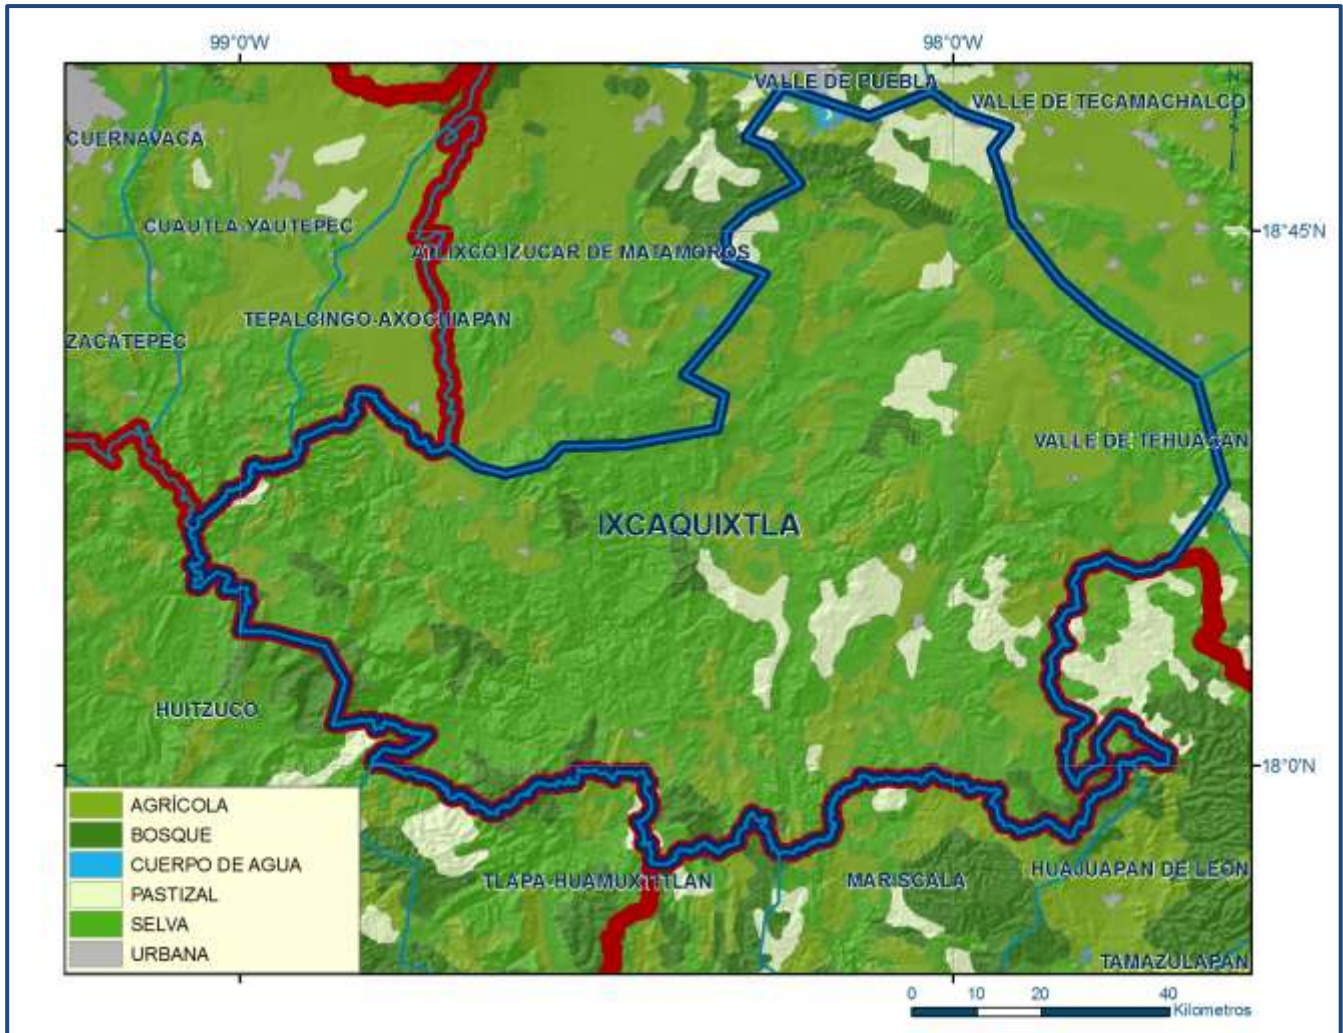 99°0'W
98°0'W
VALLE DE PUEBLA
VALLE DE TECAMACHALCO
N
CUERNAVACA
CUAUTLA-YAUTEPEC
18°45'N
ATLIXCO-IZUCAR DE MATAMOROS
TEPALCINGO-AXOCHIAPAN
ZACATEPEC
VALLE DE TEHUACAN
IXCAQUIXTLA
HUITZUCO
18°0'N
AGRÍCOLA
BOSQUE
CUERPO DE AGUA
PASTIZAL
SELVA
URBANA
TLAPA-HUAMUXTITLAN
MARISCALA
HUAJUAPAN DE LEON
TAMAZULAPAN
0 10 20 40
Kilometros